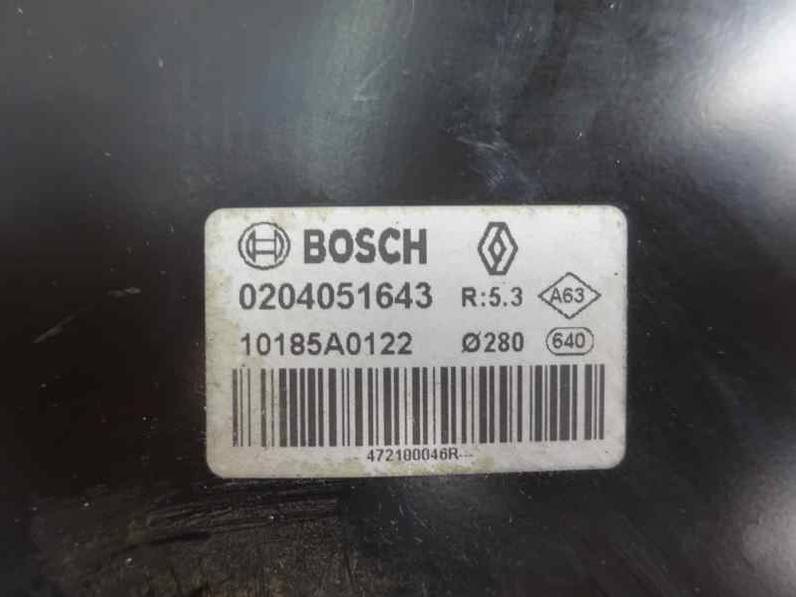 BOSCH
0204051643 R:5.3 A63
10185A0122 Ø280 640
472100046R--